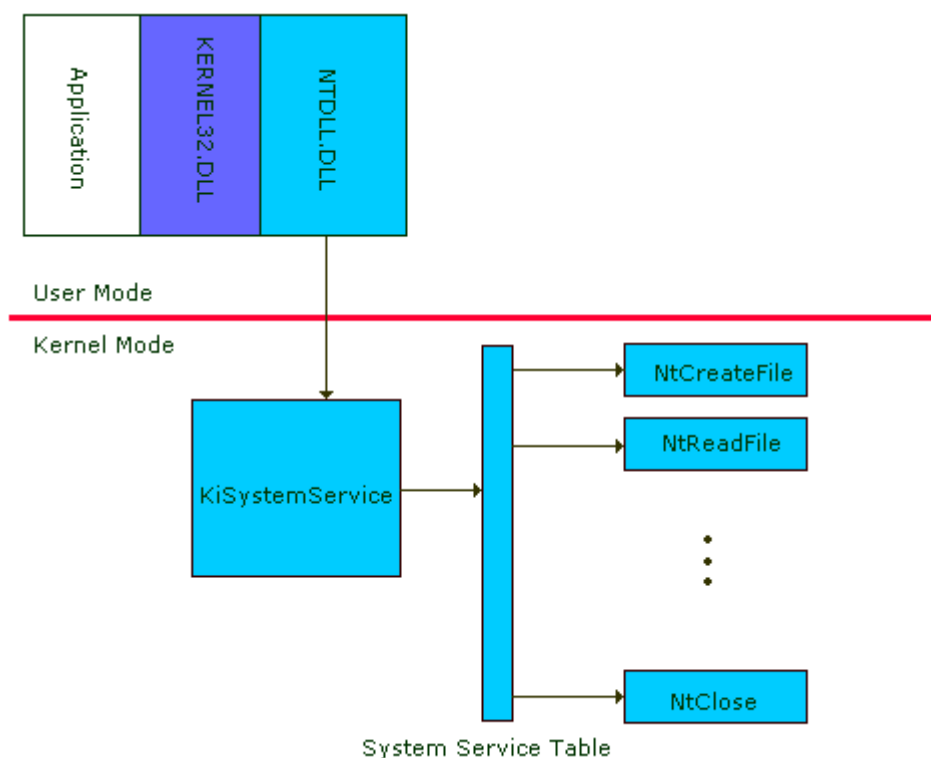 Application
KERNEL32.DLL
NTDLL.DLL
User Mode
Kernel Mode
NtCreateFile
NtReadFile
KiSystemService
NtClose
System Service Table